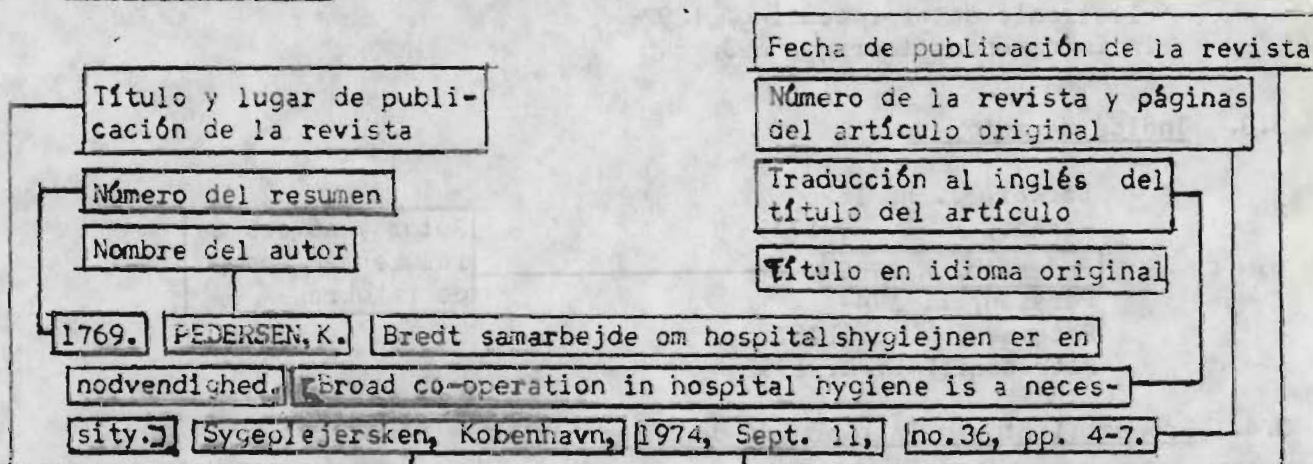 Fecha de publicación de la revista
Título y lugar de publi-
cación de la revista
Número de la revista y páginas
del artículo original
Número del resumen
Traducción al inglés del
título del artículo
Nombre del autor
Título en idioma original
1769. PEDERSEN, K. Bredt samarbejde om hospitalshygiejnen er en
nodvendighed. [Broad co-operation in hospital hygiene is a neces-
sity.] Sygeplejersken, Kobenhavn, 1974, Sept. 11, no.36, pp. 4-7.